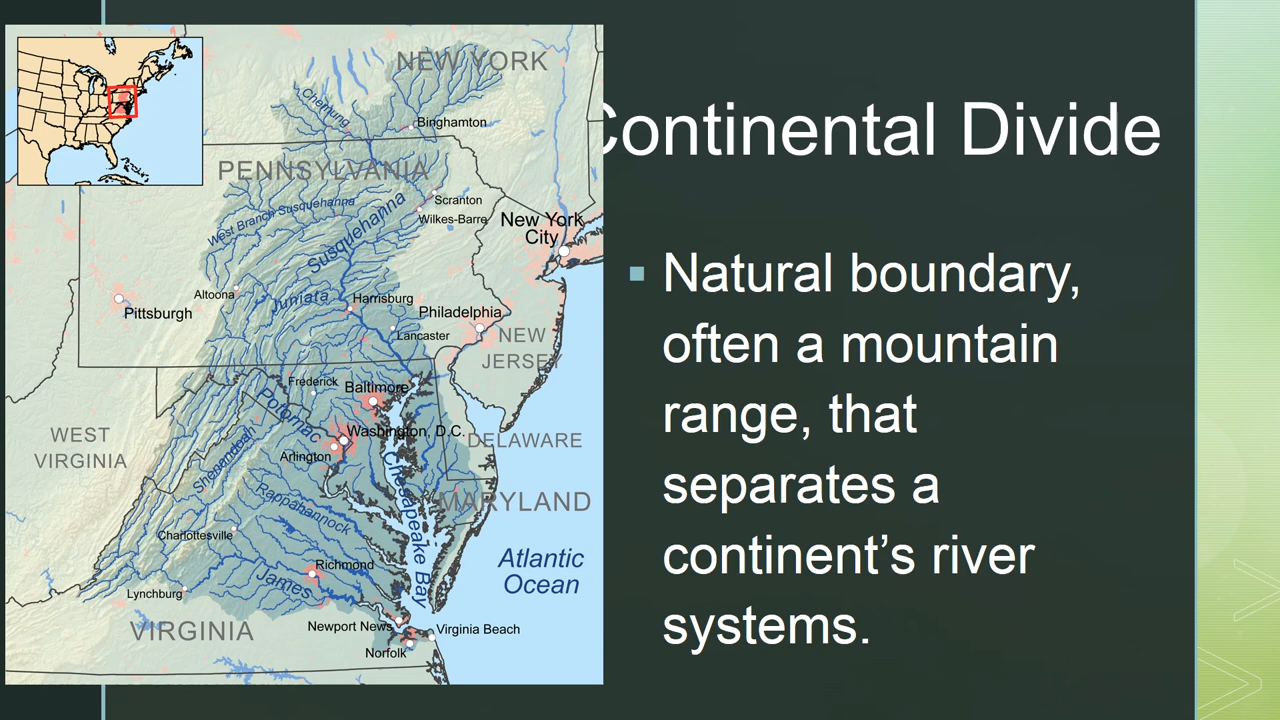 Continental Divide
Natural boundary,
often a mountain
range, that
separates a
continent’s river
systems.
NEW YORK
Chemung
Binghamton
PENNSYLVANIA
Scranton
West Branch Susquehanna
Wilkes-Barre
Susquehanna
New York
City
Altoona
Juniata
Harrisburg
Pittsburgh
Philadelphia
Lancaster
NEW
JERSEY
Frederick
Baltimore
Potomac
Washington, D.C.
DELAWARE
WEST
VIRGINIA
Arlington
Shenandoah
Chesapeake Bay
Rappahannock
MARYLAND
Charlottesville
Atlantic
Ocean
Richmond
James
Lynchburg
VIRGINIA
Newport News
Virginia Beach
Norfolk